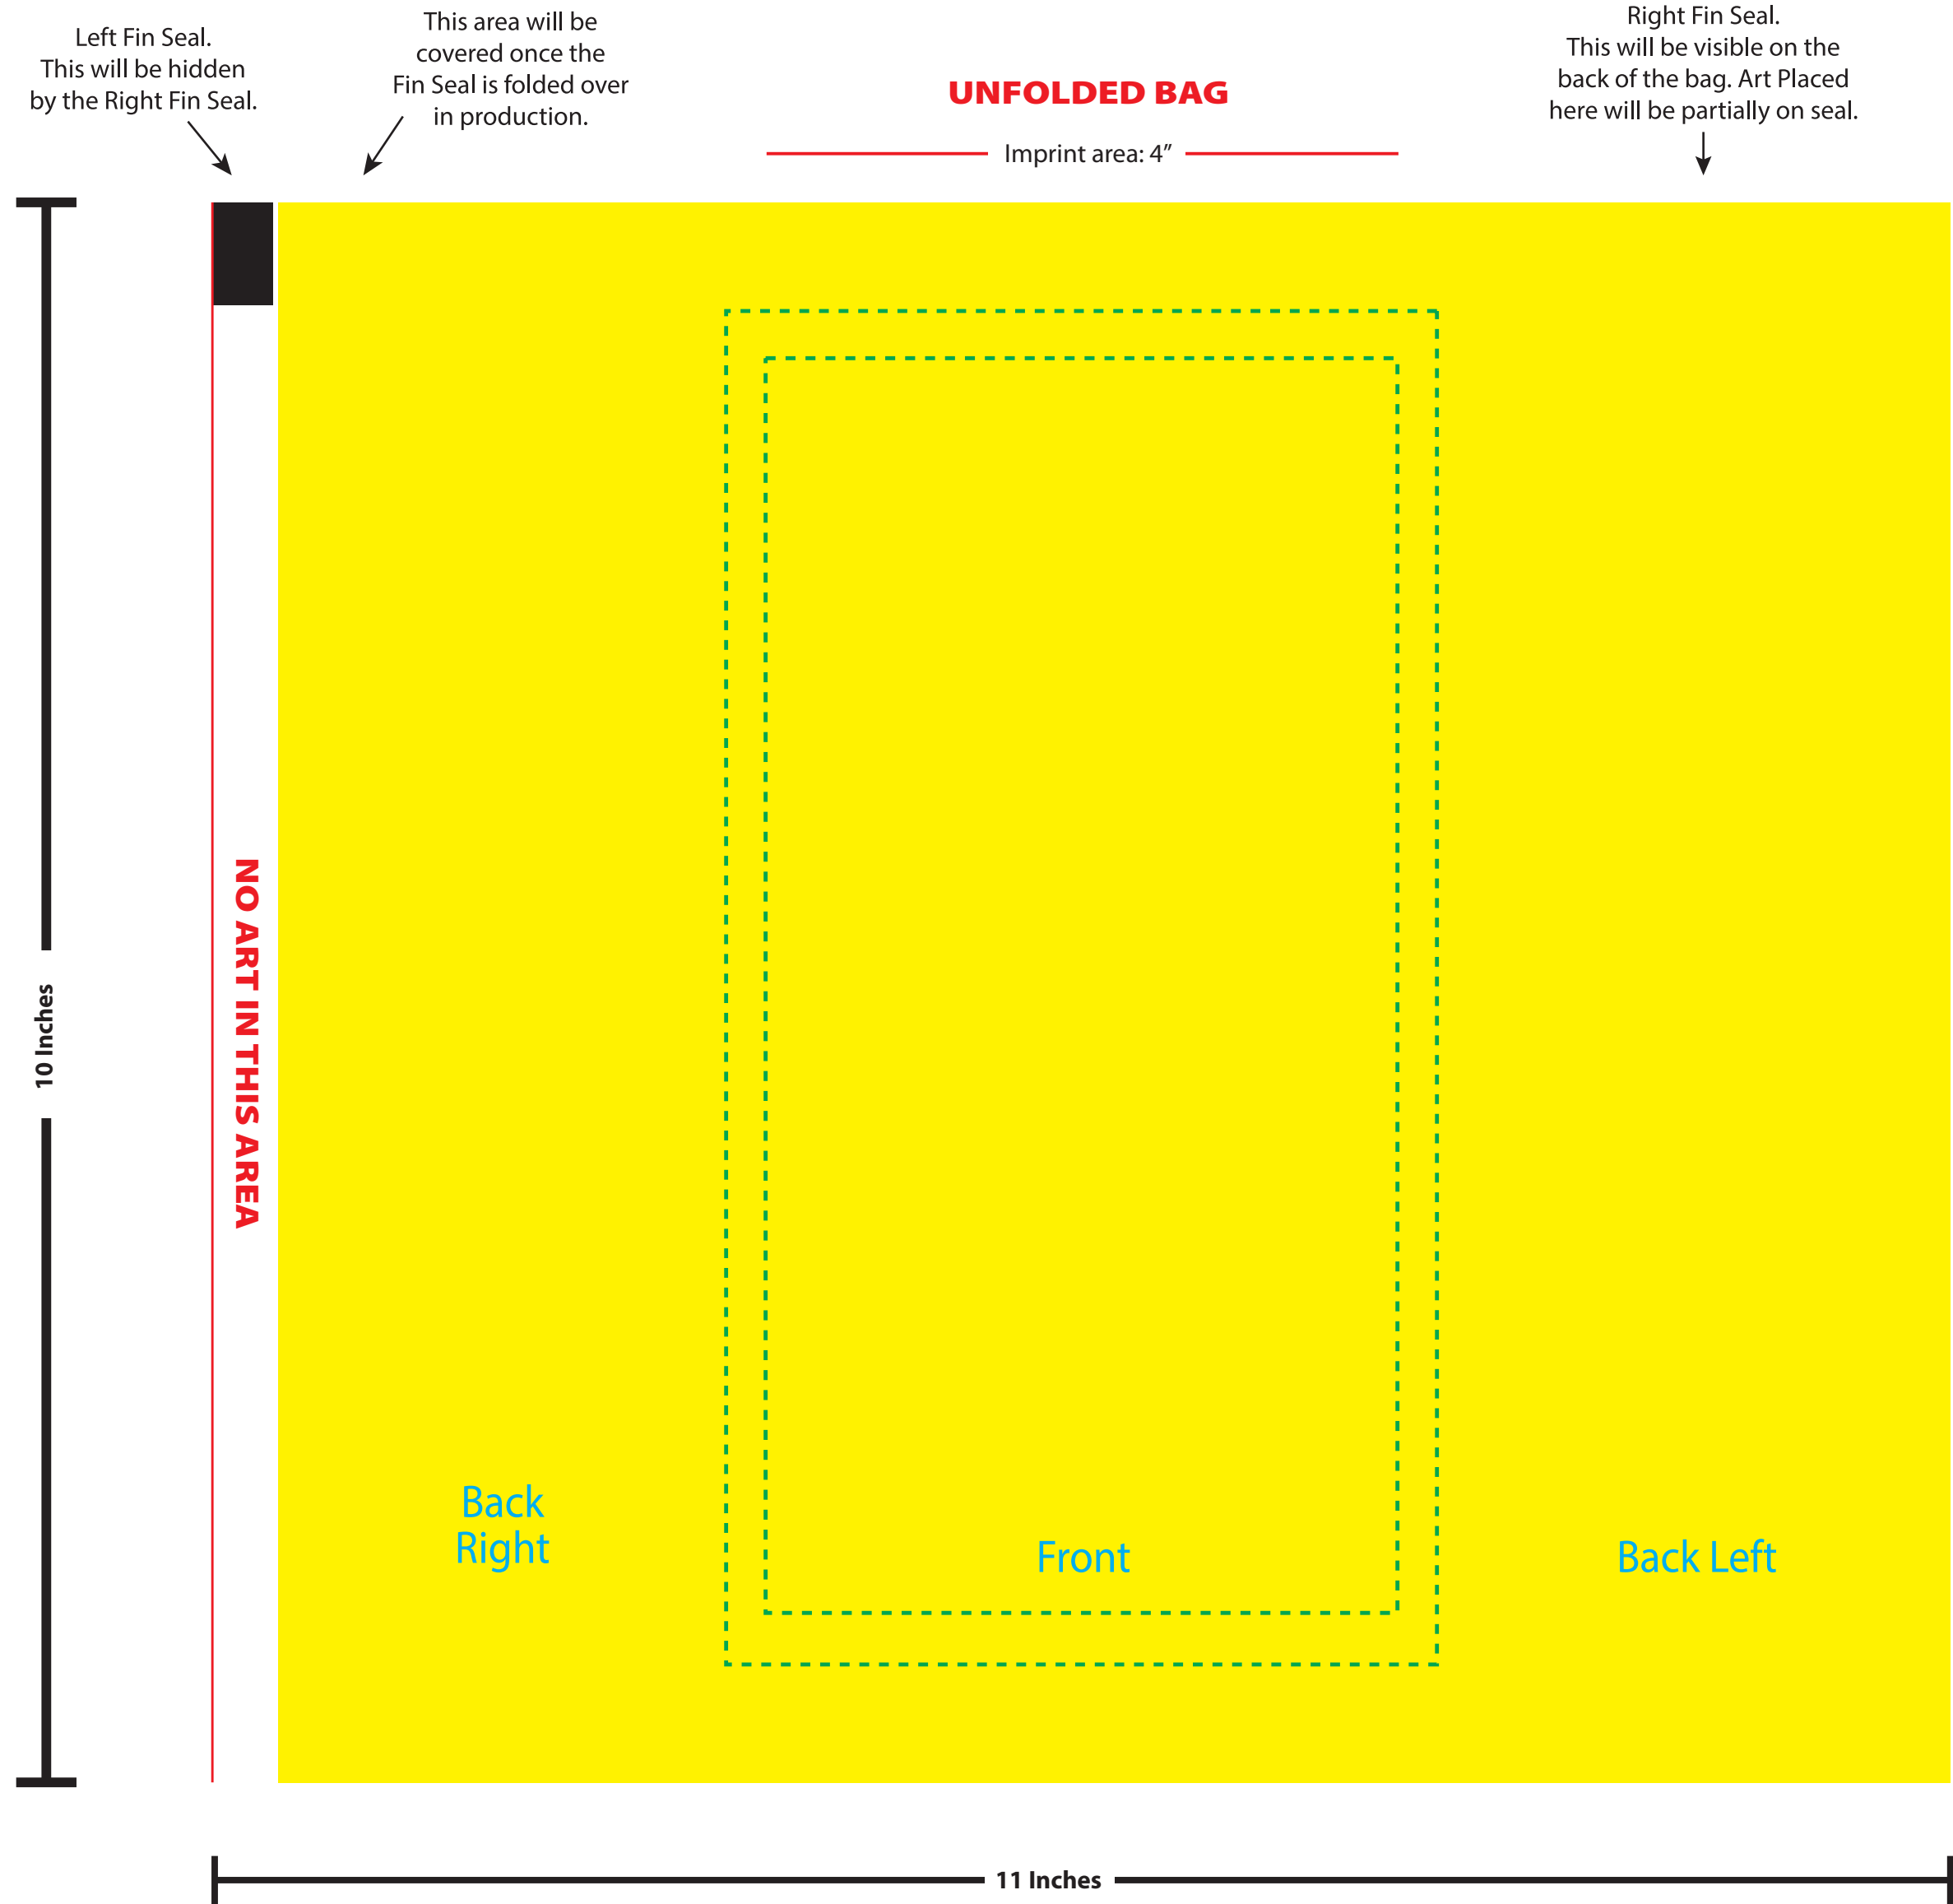 Left Fin Seal.
This will be hidden
by the Right Fin Seal.
This area will be
covered once the
Fin Seal is folded over
in production.
UNFOLDED BAG
Imprint area: 4”
Right Fin Seal.
This will be visible on the
back of the bag. Art Placed
here will be partially on seal.
10 Inches
NO ART IN THIS AREA
Back
Right
Front
Back Left
11 Inches